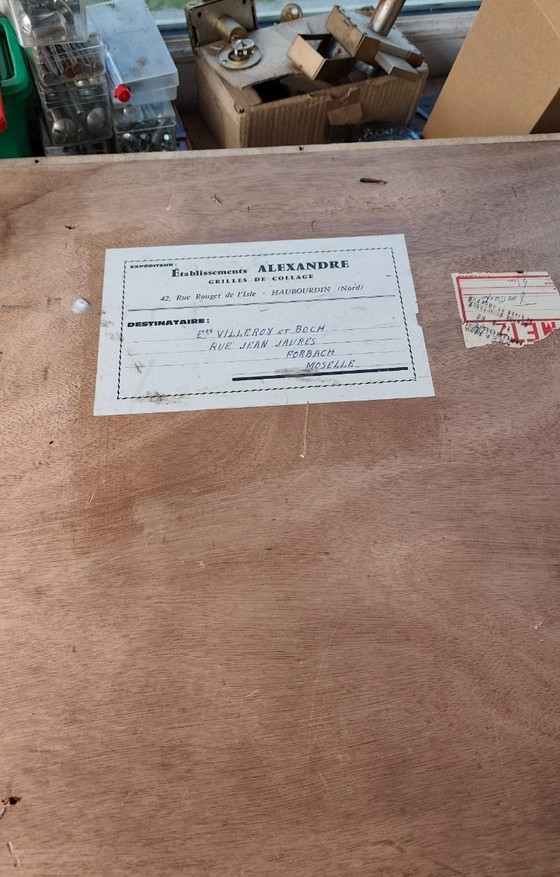 EXPÉDITEUR :
Établissements ALEXANDRE
GRILLES DE COLLAGE
42, Rue Rouget de l'Isle - HAUBOURDIN (Nord)
DESTINATAIRE :
Ets VILLEROY et BOCH
RUE JEAN JAURES
FORBACH
MOSELLE
METZ